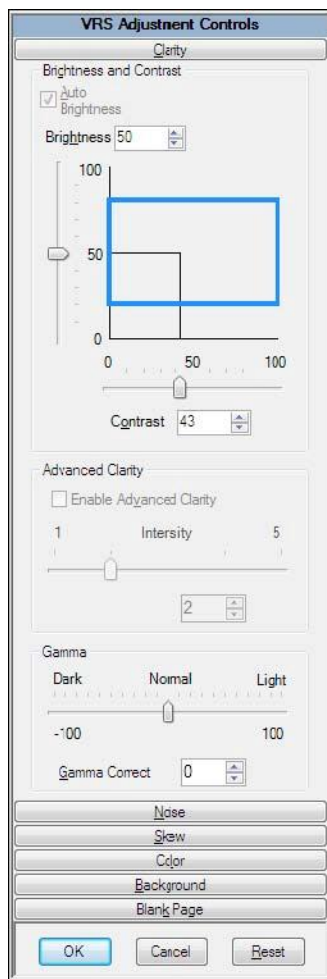 VRS Adjustment Controls
Clarity
Brightness and Contrast
Auto
Brightness
Brightness 50
100
50
0
0 50 100
Contrast 43
Advanced Clarity
Enable Advanced Clarity
1 Intersity 5
2
Gamma
Dark Normal Light
-100 100
Gamma Correct 0
Noise
Skew
Color
Background
Blank Page
OK Cancel Reset